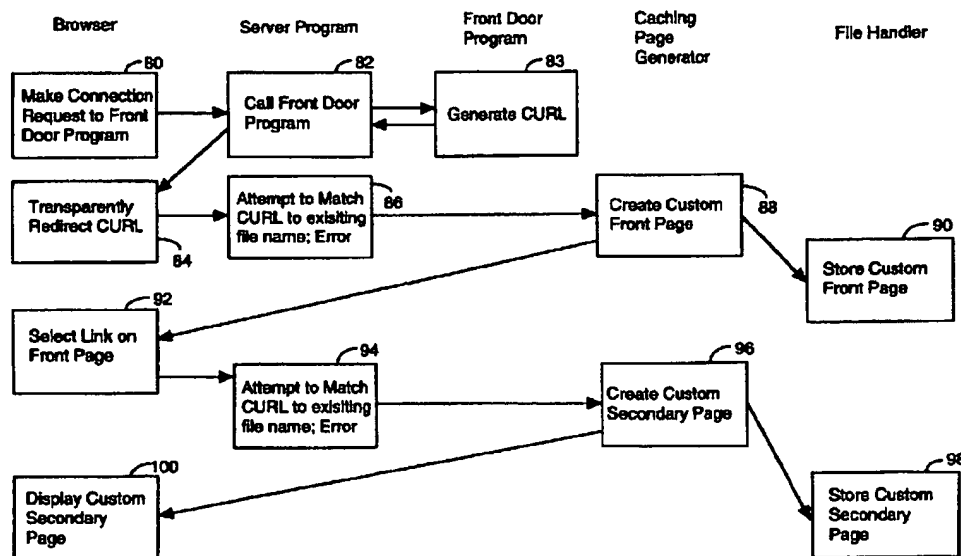 Browser
Server Program
Front Door
Program
Caching
Page
Generator
File Handler
80
Make Connection
Request to Front
Door Program
82
Call Front Door
Program
83
Generate CURL
Transparently
Redirect CURL
84
Attempt to Match
CURL to exisiting
file name; Error
86
Create Custom
Front Page
88
90
Store Custom
Front Page
92
Select Link on
Front Page
94
Attempt to Match
CURL to exisiting
file name; Error
96
Create Custom
Secondary Page
98
Store Custom
Secondary
Page
100
Display Custom
Secondary
Page